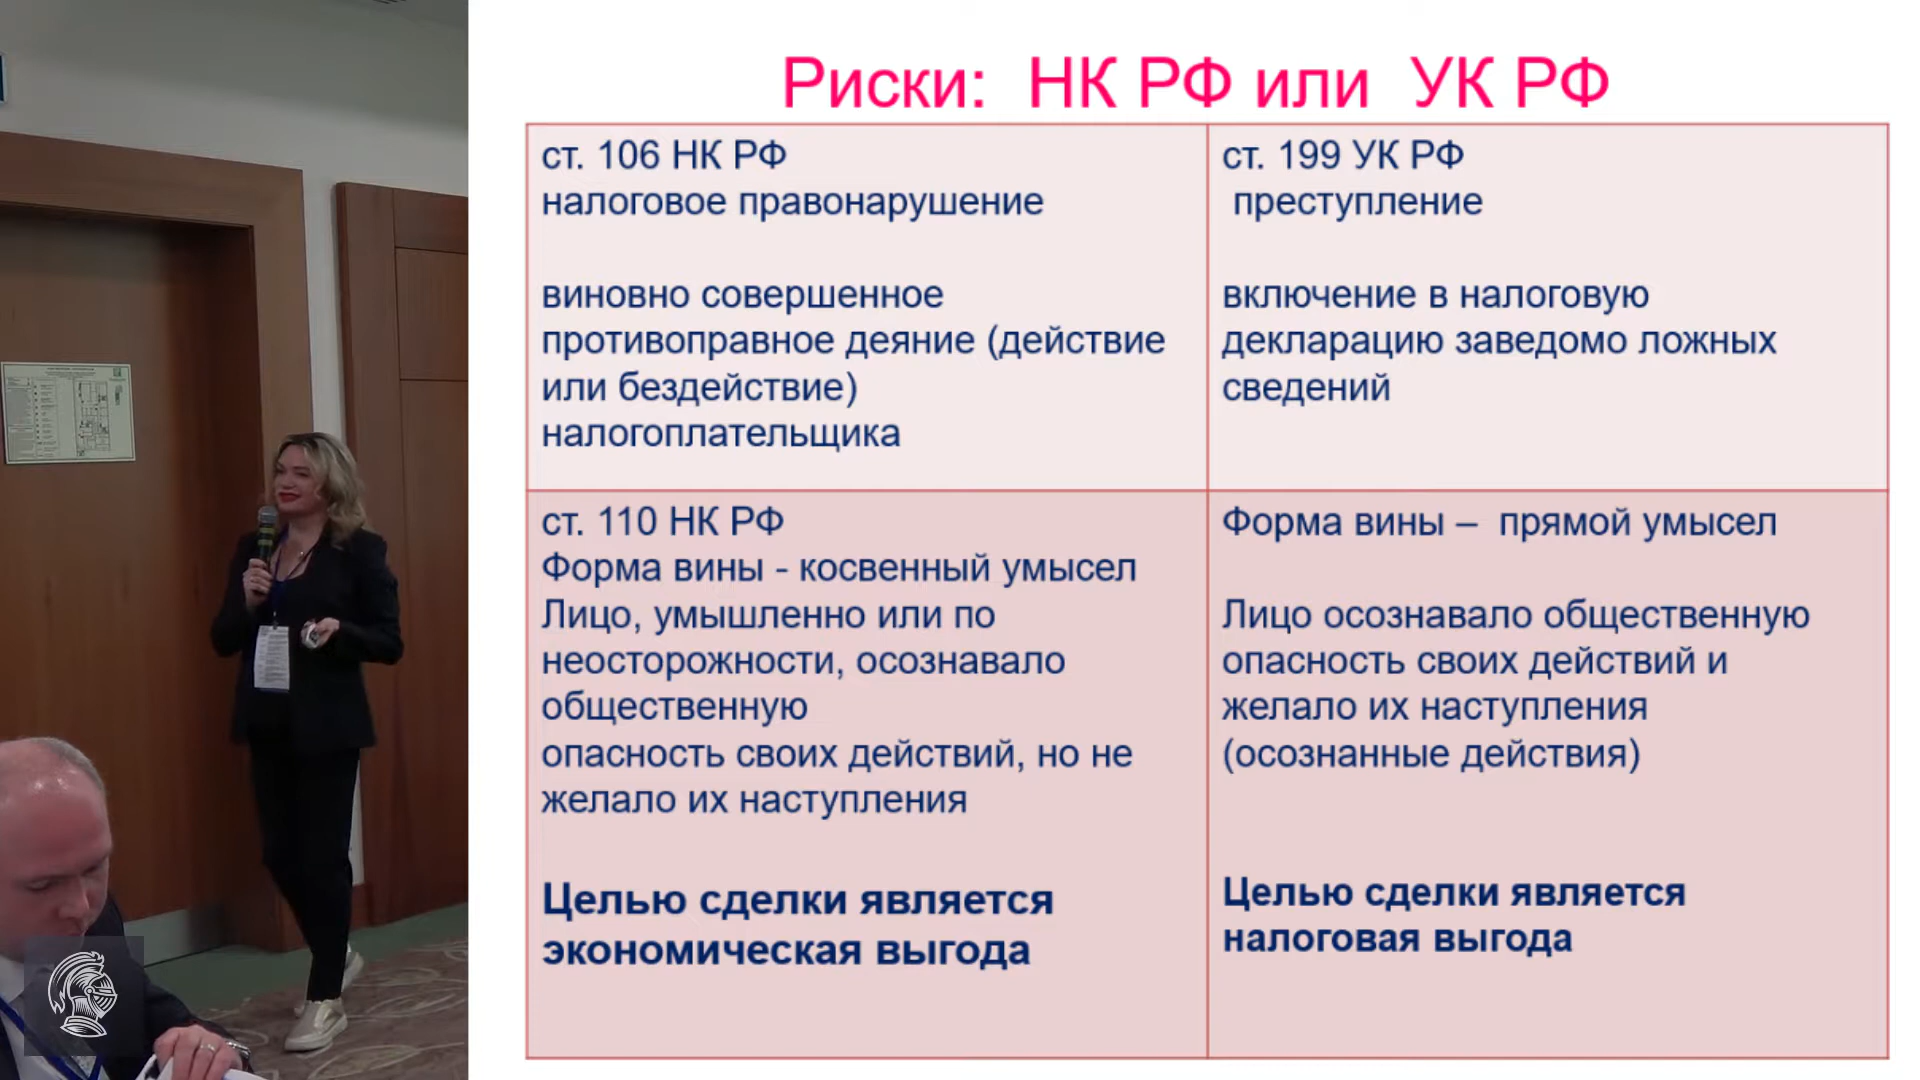 Риски: НК РФ или УК РФ
ст. 106 НК РФ
налоговое правонарушение
виновно совершенное
противоправное деяние (действие
или бездействие)
налогоплательщика
ст. 199 УК РФ
преступление
включение в налоговую
декларацию заведомо ложных
сведений
ст. 110 НК РФ
Форма вины - косвенный умысел
Лицо, умышленно или по
неосторожности, осознавало
общественную
опасность своих действий, но не
желало их наступления
Целью сделки является
экономическая выгода
Форма вины – прямой умысел
Лицо осознавало общественную
опасность своих действий и
желало их наступления
(осознанные действия)
Целью сделки является
налоговая выгода